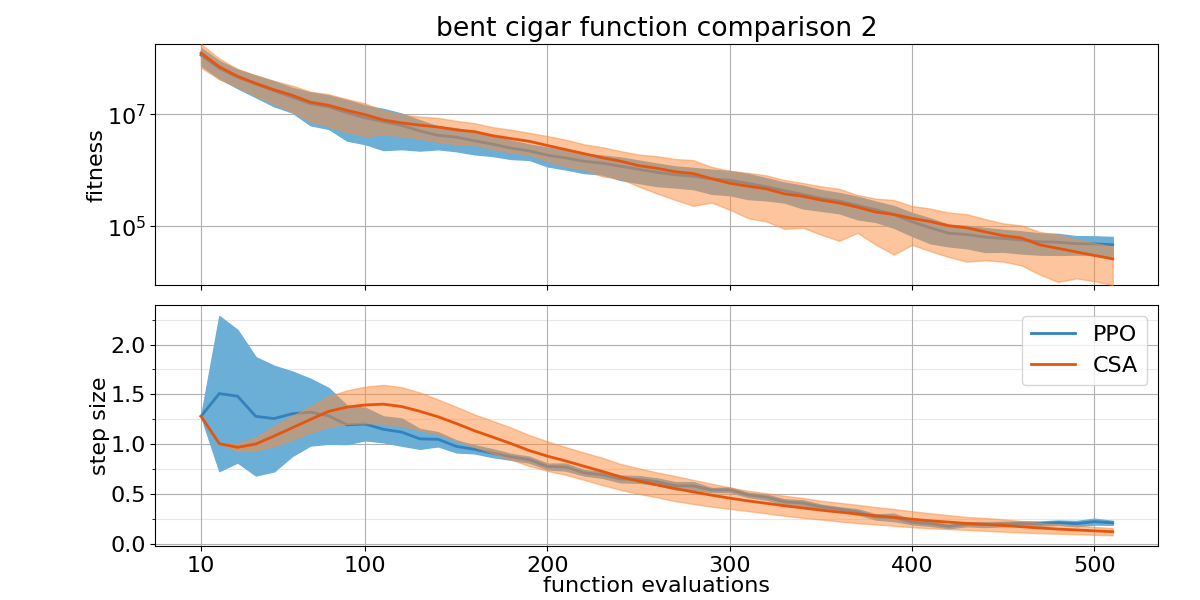 bent cigar function comparison 2
10^7
10^5
fitness
PPO
CSA
2.0
1.5
1.0
0.5
0.0
step size
10
100
200
300
400
500
function evaluations